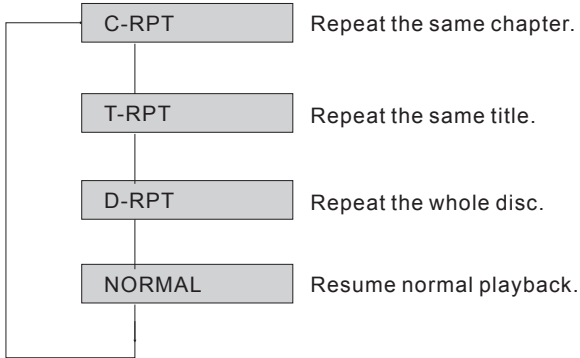 C-RPT Repeat the same chapter.
T-RPT Repeat the same title.
D-RPT Repeat the whole disc.
NORMAL Resume normal playback.